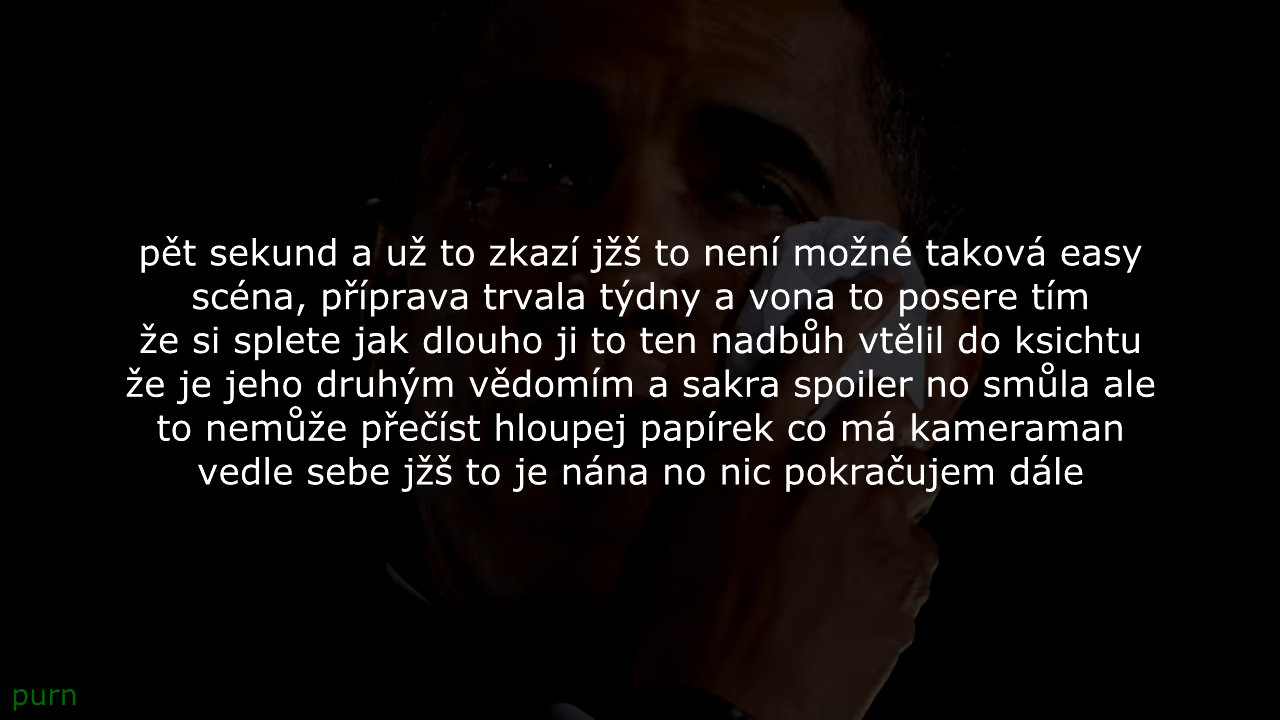 pět sekund a už to zkazí jžš to není možné taková easy
scéna, příprava trvala týdny a vona to posere tím
že si splete jak dlouho ji to ten nadbůh vtělil do ksichtu
že je jeho druhým vědomím a sakra spoiler no smůla ale
to nemůže přečíst hloupej papírek co má kameraman
vedle sebe jžš to je nána no nic pokračujem dále
purn